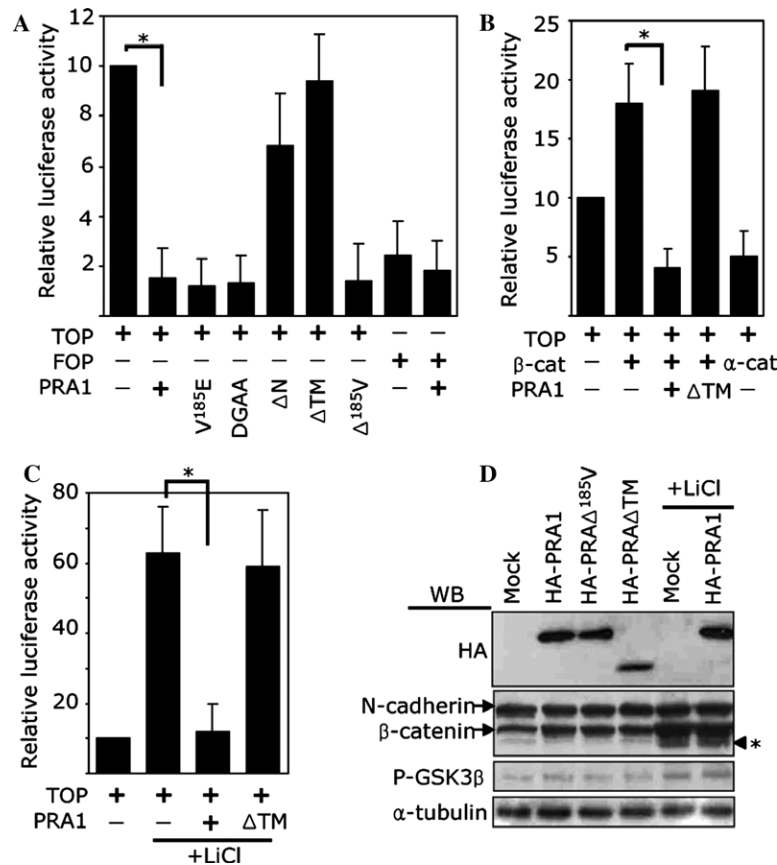 A
Relative luciferase activity
12
10
8
6
4
2
*
TOP + + + + + + + – –
FOP – – – – – – – + +
PRA1 – + V¹⁸⁵E DGAA ΔN ΔTM Δ¹⁸⁵V – +
B
Relative luciferase activity
25
20
15
10
5
*
TOP + + + + +
β-cat – + + + α-cat
PRA1 – – + ΔTM –
C
Relative luciferase activity
80
60
40
20
10
*
TOP + + + +
PRA1 – – + ΔTM
+LiCl
D
+LiCl
WB Mock HA-PRA1 HA-PRAΔ¹⁸⁵V HA-PRAΔTM Mock HA-PRA1
HA
N-cadherin
β-catenin
*
P-GSK3β
α-tubulin